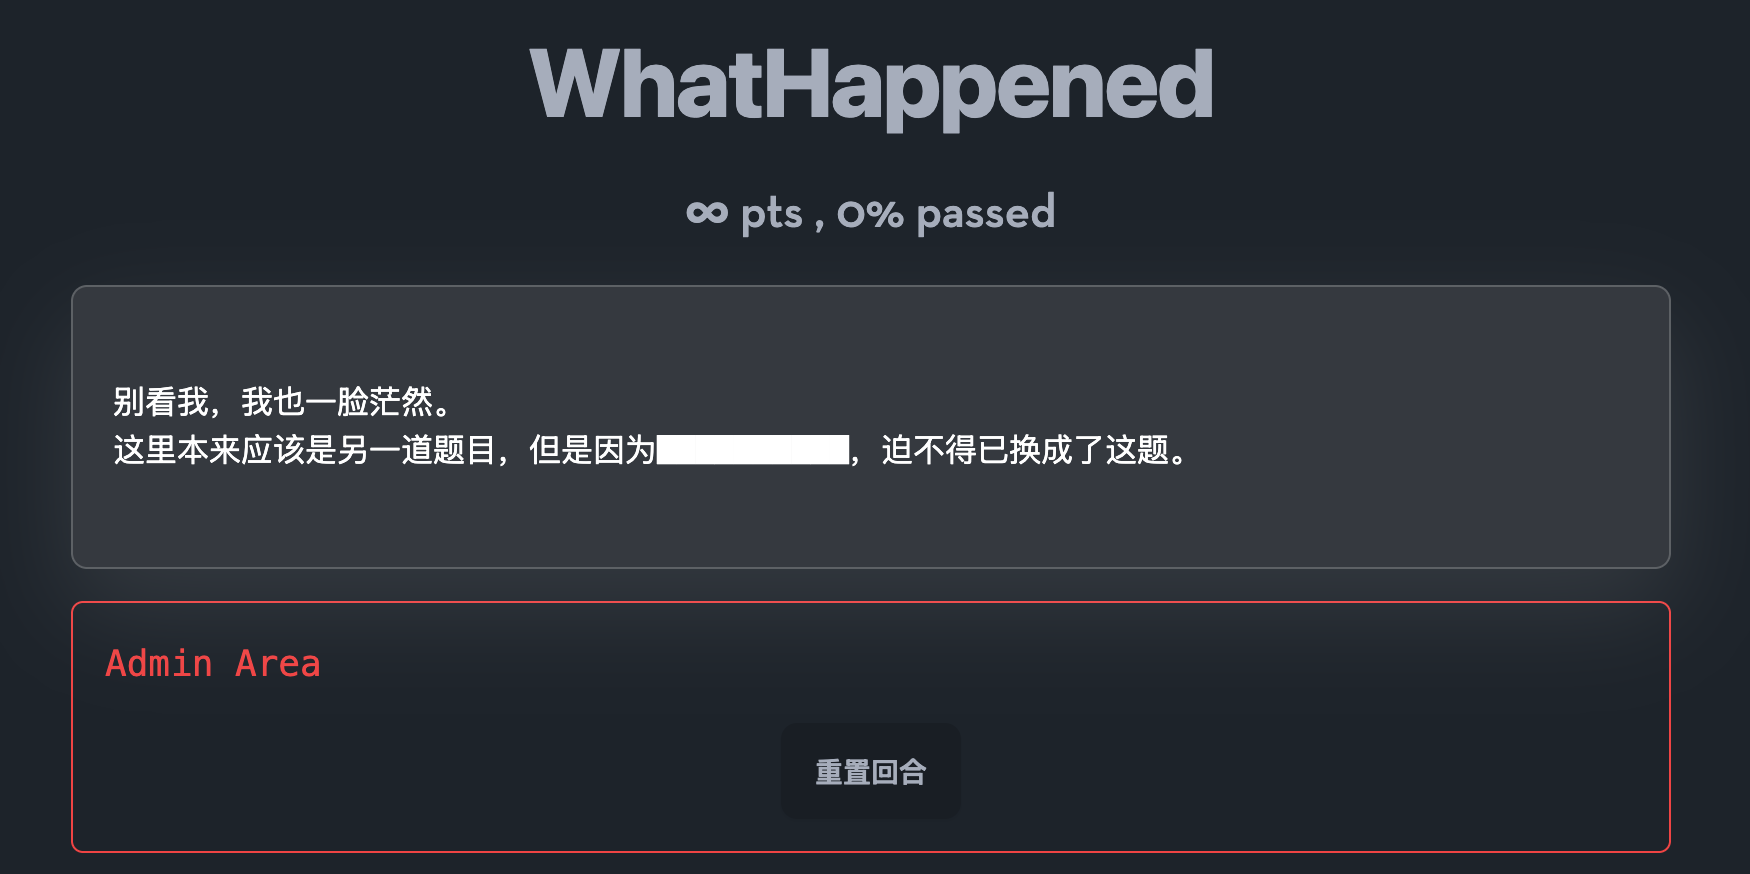 WhatHappened
∞ pts , 0% passed
别看我，我也一脸茫然。
这里本来应该是另一道题目，但是因为██████，迫不得已换成了这题。
Admin Area
重置回合